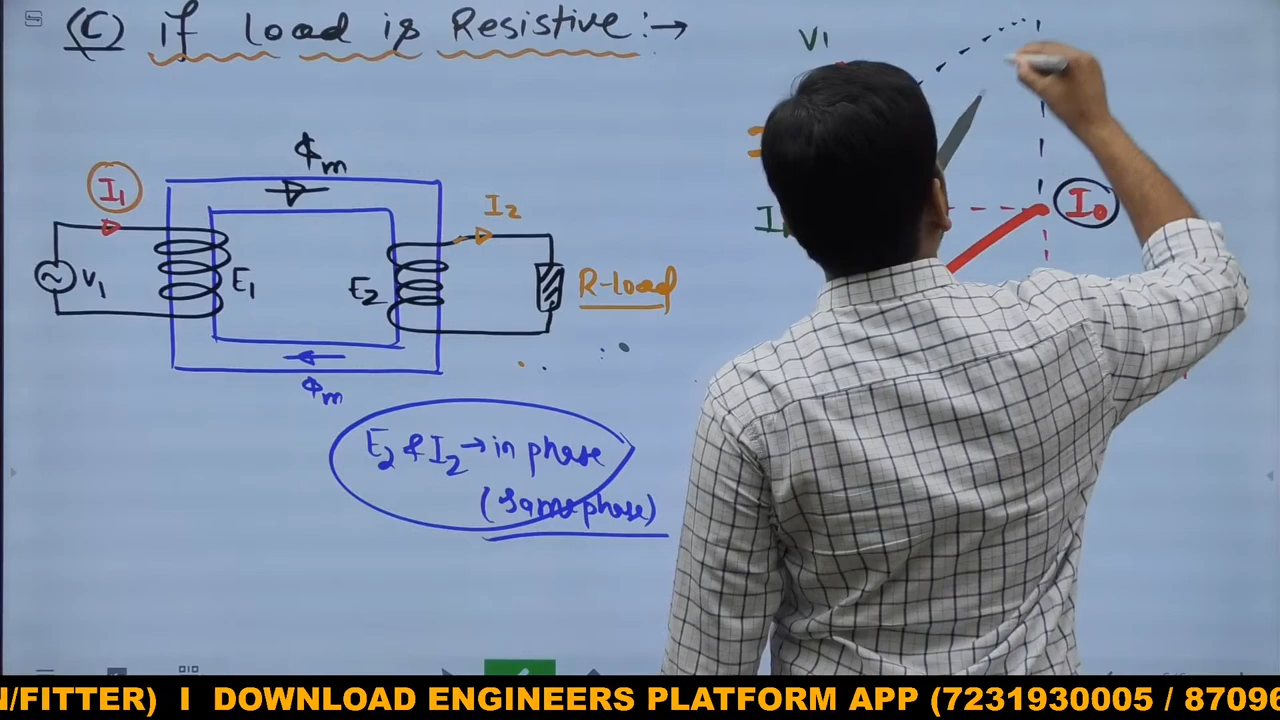 (C) if load is Resistive:→
V1
ϕm
I1
I2
I0
V1
E1
E2
R-load
ϕm
E2 & I2 → in phase
(same phase)
N/FITTER) I DOWNLOAD ENGINEERS PLATFORM APP (7231930005 / 87096